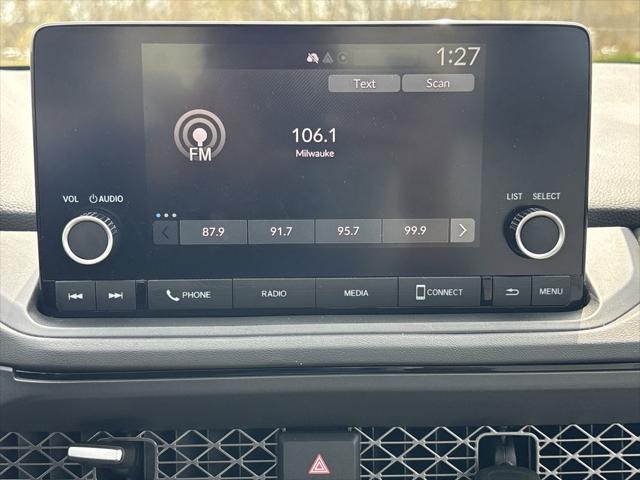 1:27
Text Scan
FM
106.1
Milwauke
VOL AUDIO
LIST SELECT
87.9 91.7 95.7 99.9
PHONE RADIO MEDIA CONNECT MENU